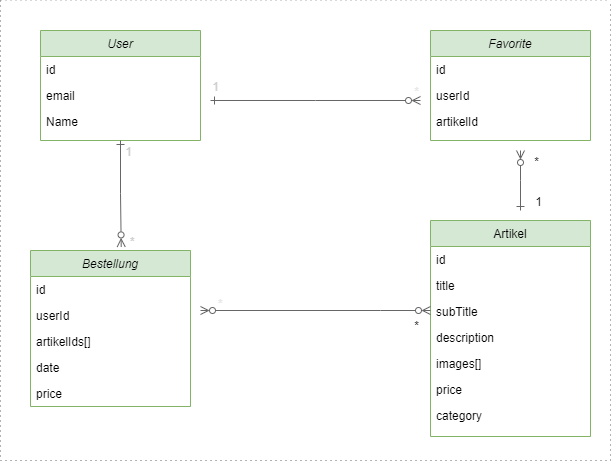 User
id
email
Name
Favorite
id
userId
artikelId
1
*
1
*
*
1
Bestellung
id
userId
artikelIds[]
date
price
*
*
Artikel
id
title
subTitle
description
images[]
price
category